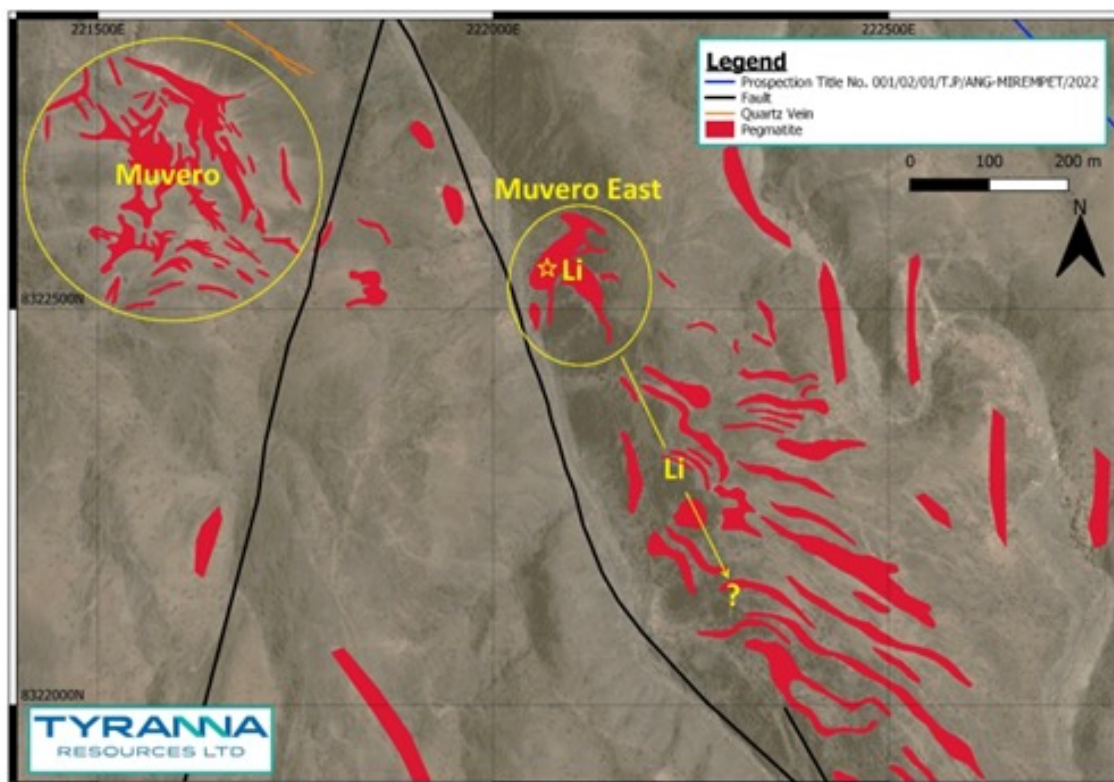 221500E
222000E
222500E
Legend
Prospection Title No. 001/02/01/T.P/ANG-MIREMPET/2022
Fault
Quartz Vein
Pegmatite
0 100 200 m
N
Muvero
Muvero East
Li
8322500N
Li
?
8322000N
TYRANNA
RESOURCES LTD